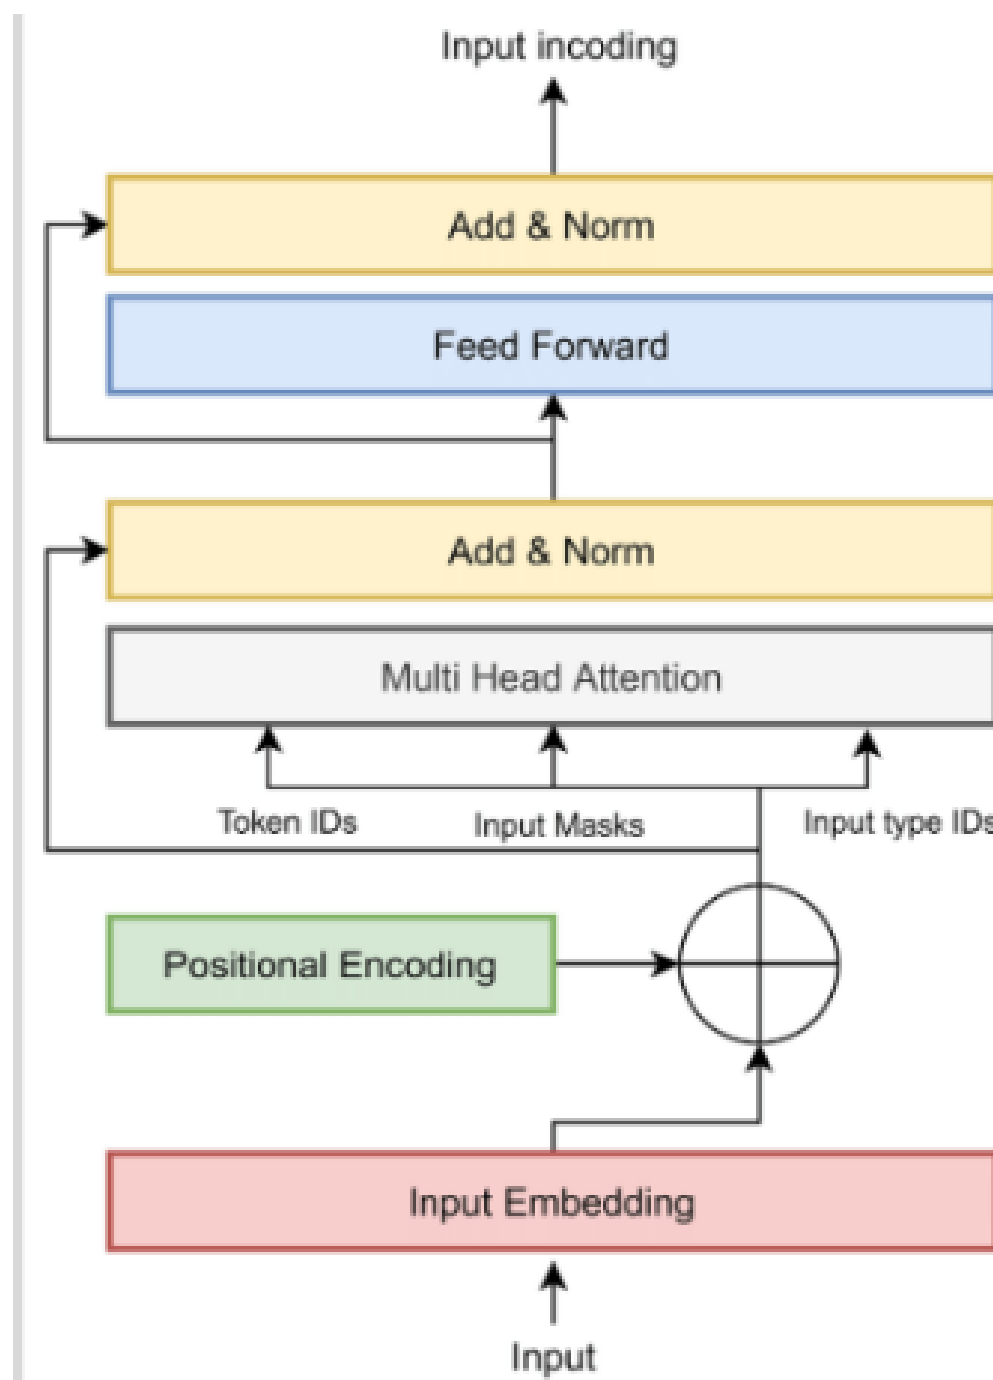 Input incoding
Add & Norm
Feed Forward
Add & Norm
Multi Head Attention
Token IDs
Input Masks
Input type IDs
Positional Encoding
Input Embedding
Input